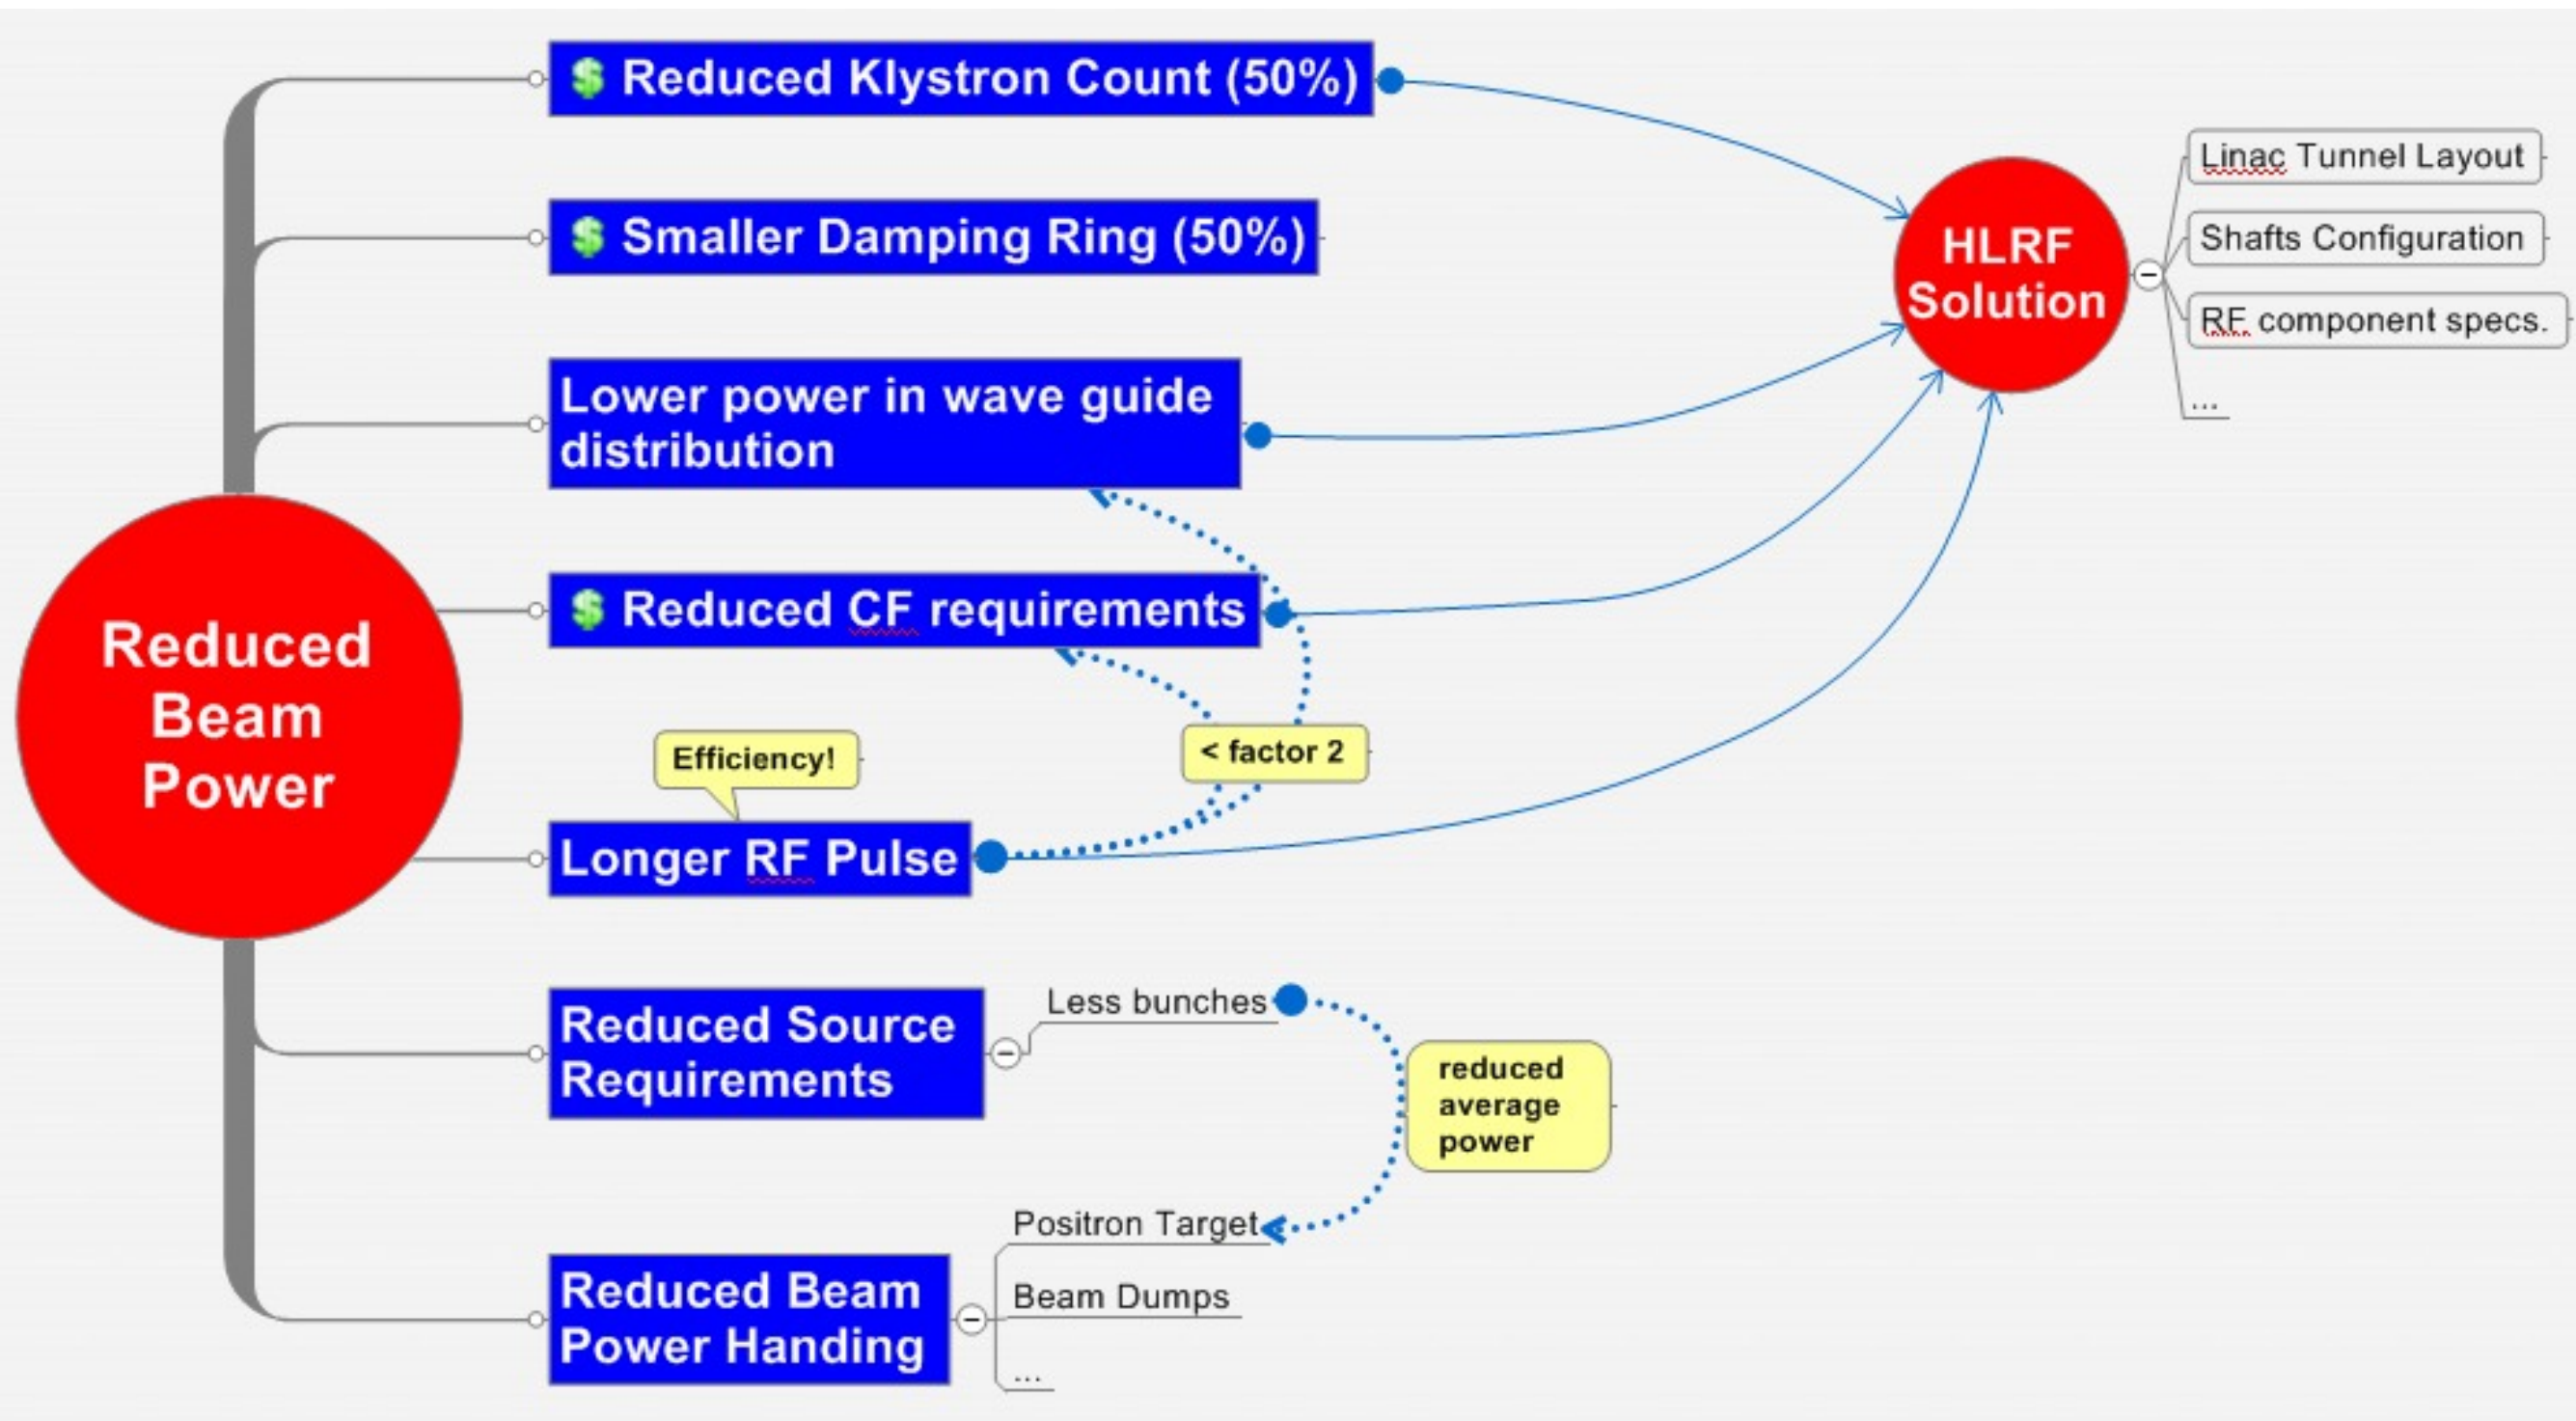 $ Reduced Klystron Count (50%)
$ Smaller Damping Ring (50%)
Lower power in wave guide
distribution
$ Reduced CF requirements
Efficiency!
< factor 2
Longer RF Pulse
Reduced
Beam
Power
Reduced Source
Requirements
Less bunches
reduced
average
power
Reduced Beam
Power Handing
Positron Target
Beam Dumps
...
HLRF
Solution
Linac Tunnel Layout
Shafts Configuration
RF component specs.
...